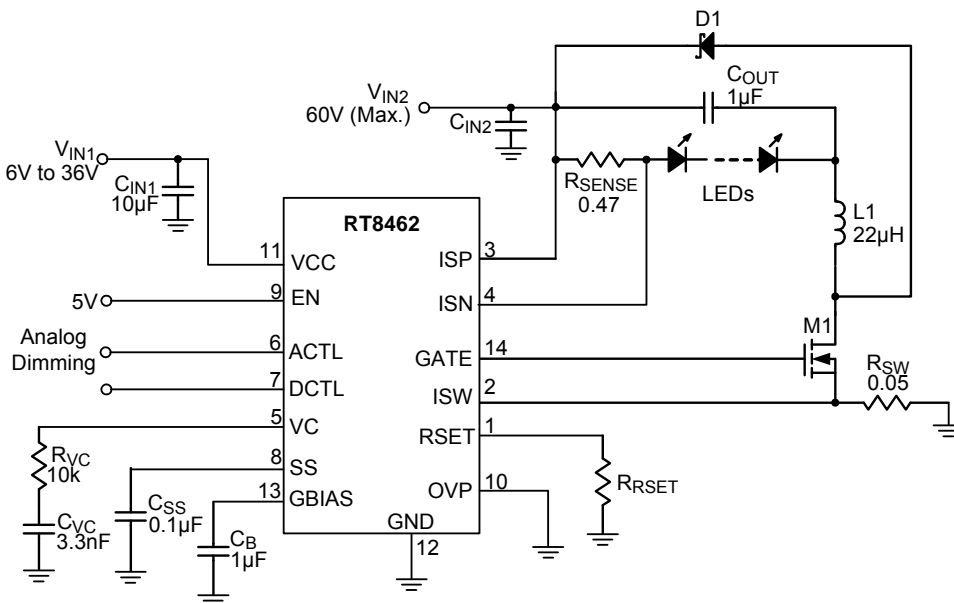 D1
COUT
1µF
VIN2
60V (Max.)
CIN2
VIN1
6V to 36V
CIN1
10µF
RSENSE
0.47
LEDs
L1
22µH
RT8462
11
VCC
ISP
3
9
EN
ISN
4
5V
M1
Analog
Dimming
6
ACTL
GATE
14
RSW
0.05
7
DCTL
ISW
2
5
VC
RSET
1
RVC
10k
8
SS
RRSET
13
GBIAS
OVP
10
CSS
0.1µF
CVC
3.3nF
CB
1µF
GND
12